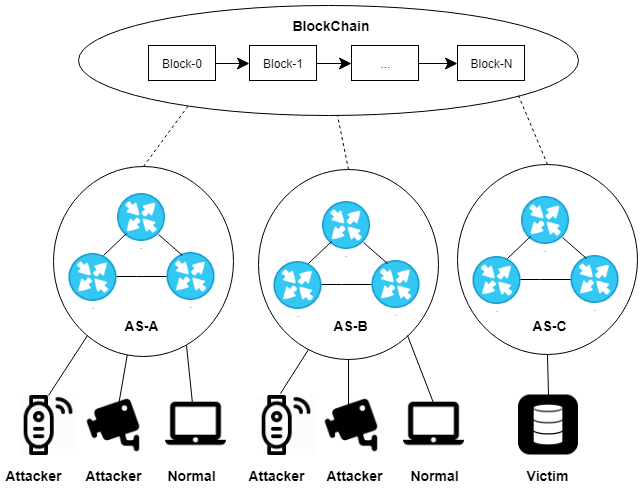 BlockChain
Block-0 Block-1 ... Block-N
AS-A AS-B AS-C
Attacker Attacker Normal Attacker Attacker Normal Victim